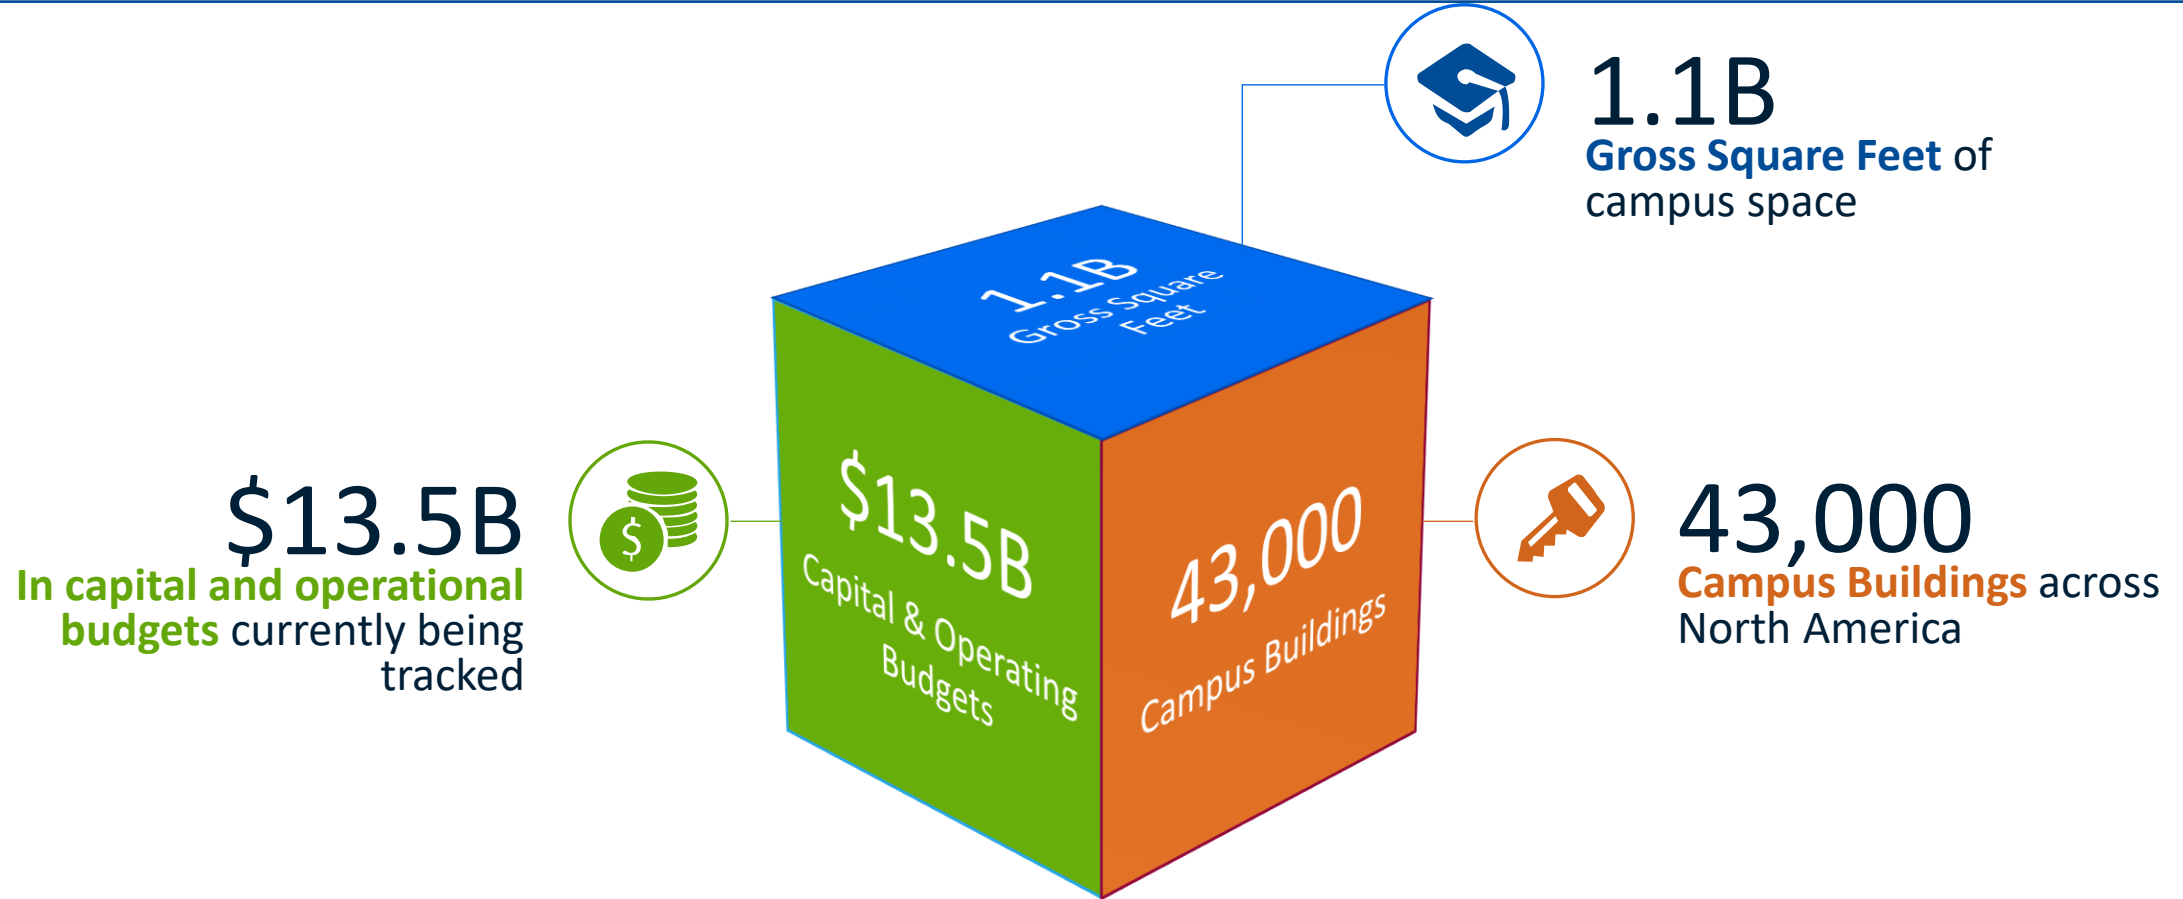 1.1B
Gross Square Feet of
campus space
1.1B
Gross Square
Feet
$13.5B
In capital and operational
budgets currently being
tracked
$
$13.5B
Capital & Operating
Budgets
43,000
Campus Buildings
43,000
Campus Buildings across
North America